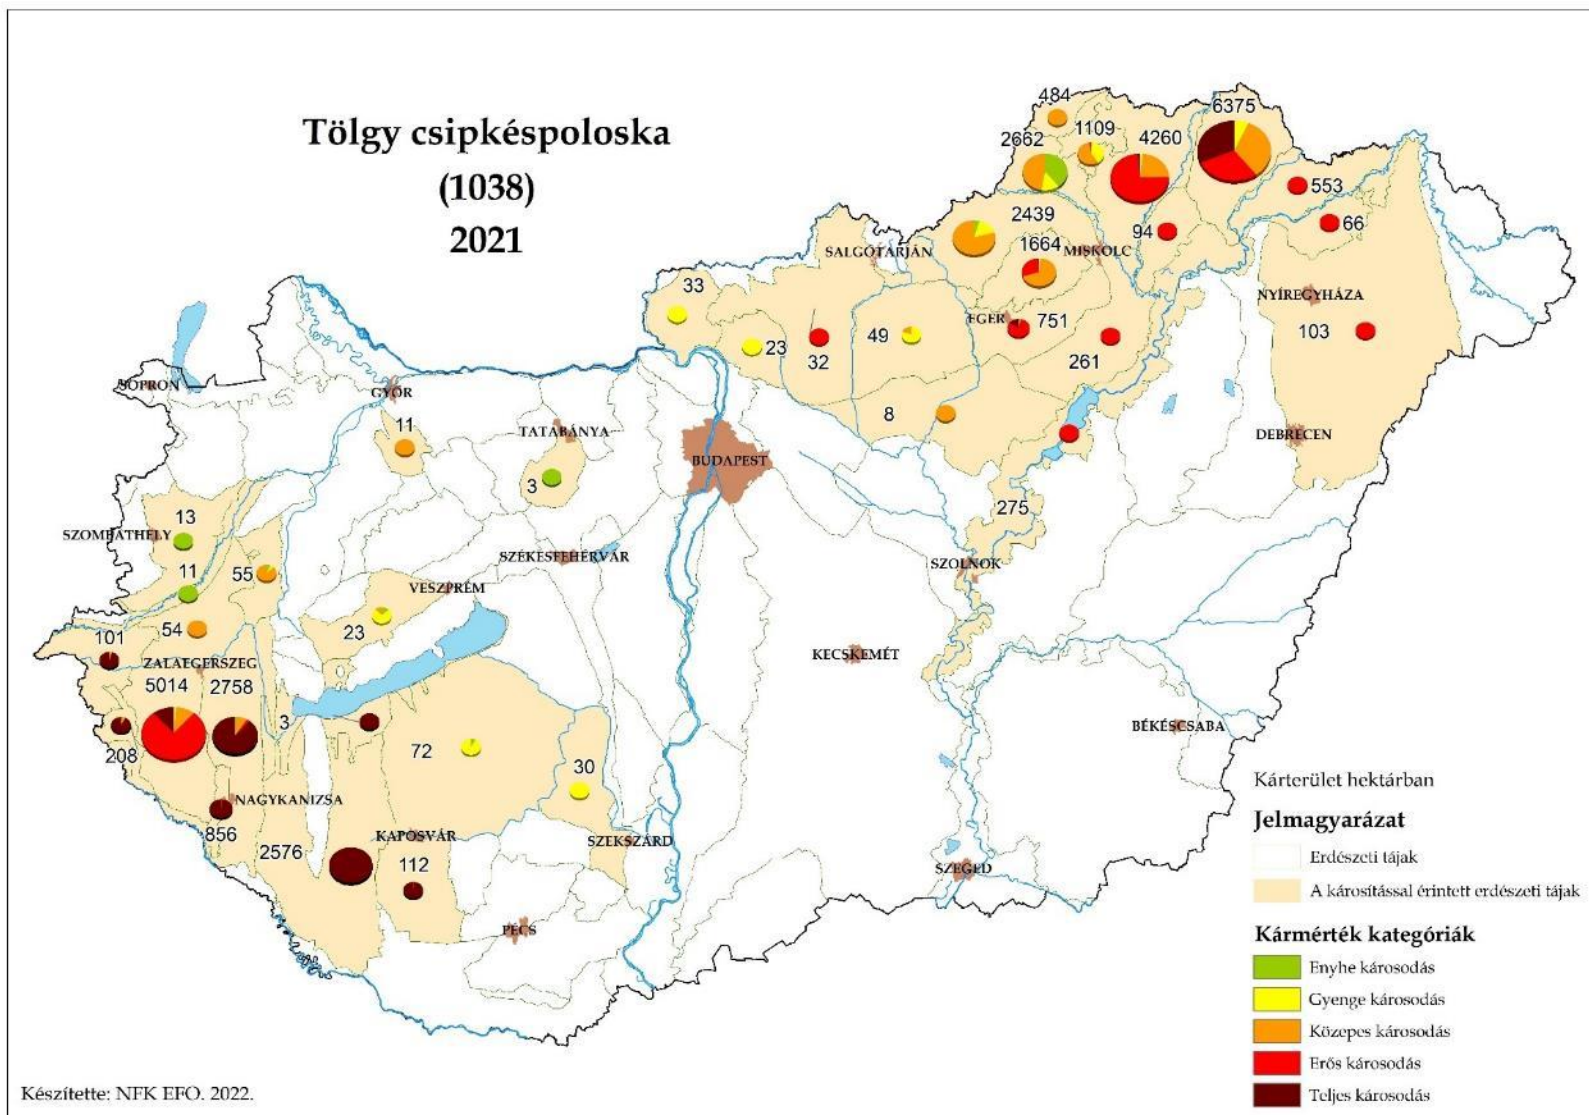 Tölgy csipkéspoloska
(1038)
2021
484
6375
1109
4260
2662
553
2439
66
94
1664
SALGÓTARJÁN
MISKOLC
33
NYÍREGYHÁZA
EGER
751
103
49
23
32
261
SOPRON
GYŐR
8
11
TATABÁNYA
DEBRECEN
BUDAPEST
3
275
13
SZOMBATHELY
SZÉKESFEHÉRVÁR
SZOLNOK
11
55
VESZPRÉM
54
23
101
KECSKEMÉT
ZALAEGERSZEG
5014
2758
3
BÉKÉSCSABA
208
72
30
NAGYKANIZSA
856
KAPOSVÁR
SZEKSZÁRD
2576
112
SZEGED
PÉCS
Kárterület hektárban
Jelmagyarázat
Erdészeti tájak
A károsítással érintett erdészeti tájak
Kármérték kategóriák
Enyhe károsodás
Gyenge károsodás
Közepes károsodás
Erős károsodás
Teljes károsodás
Készítette: NFK EFO. 2022.